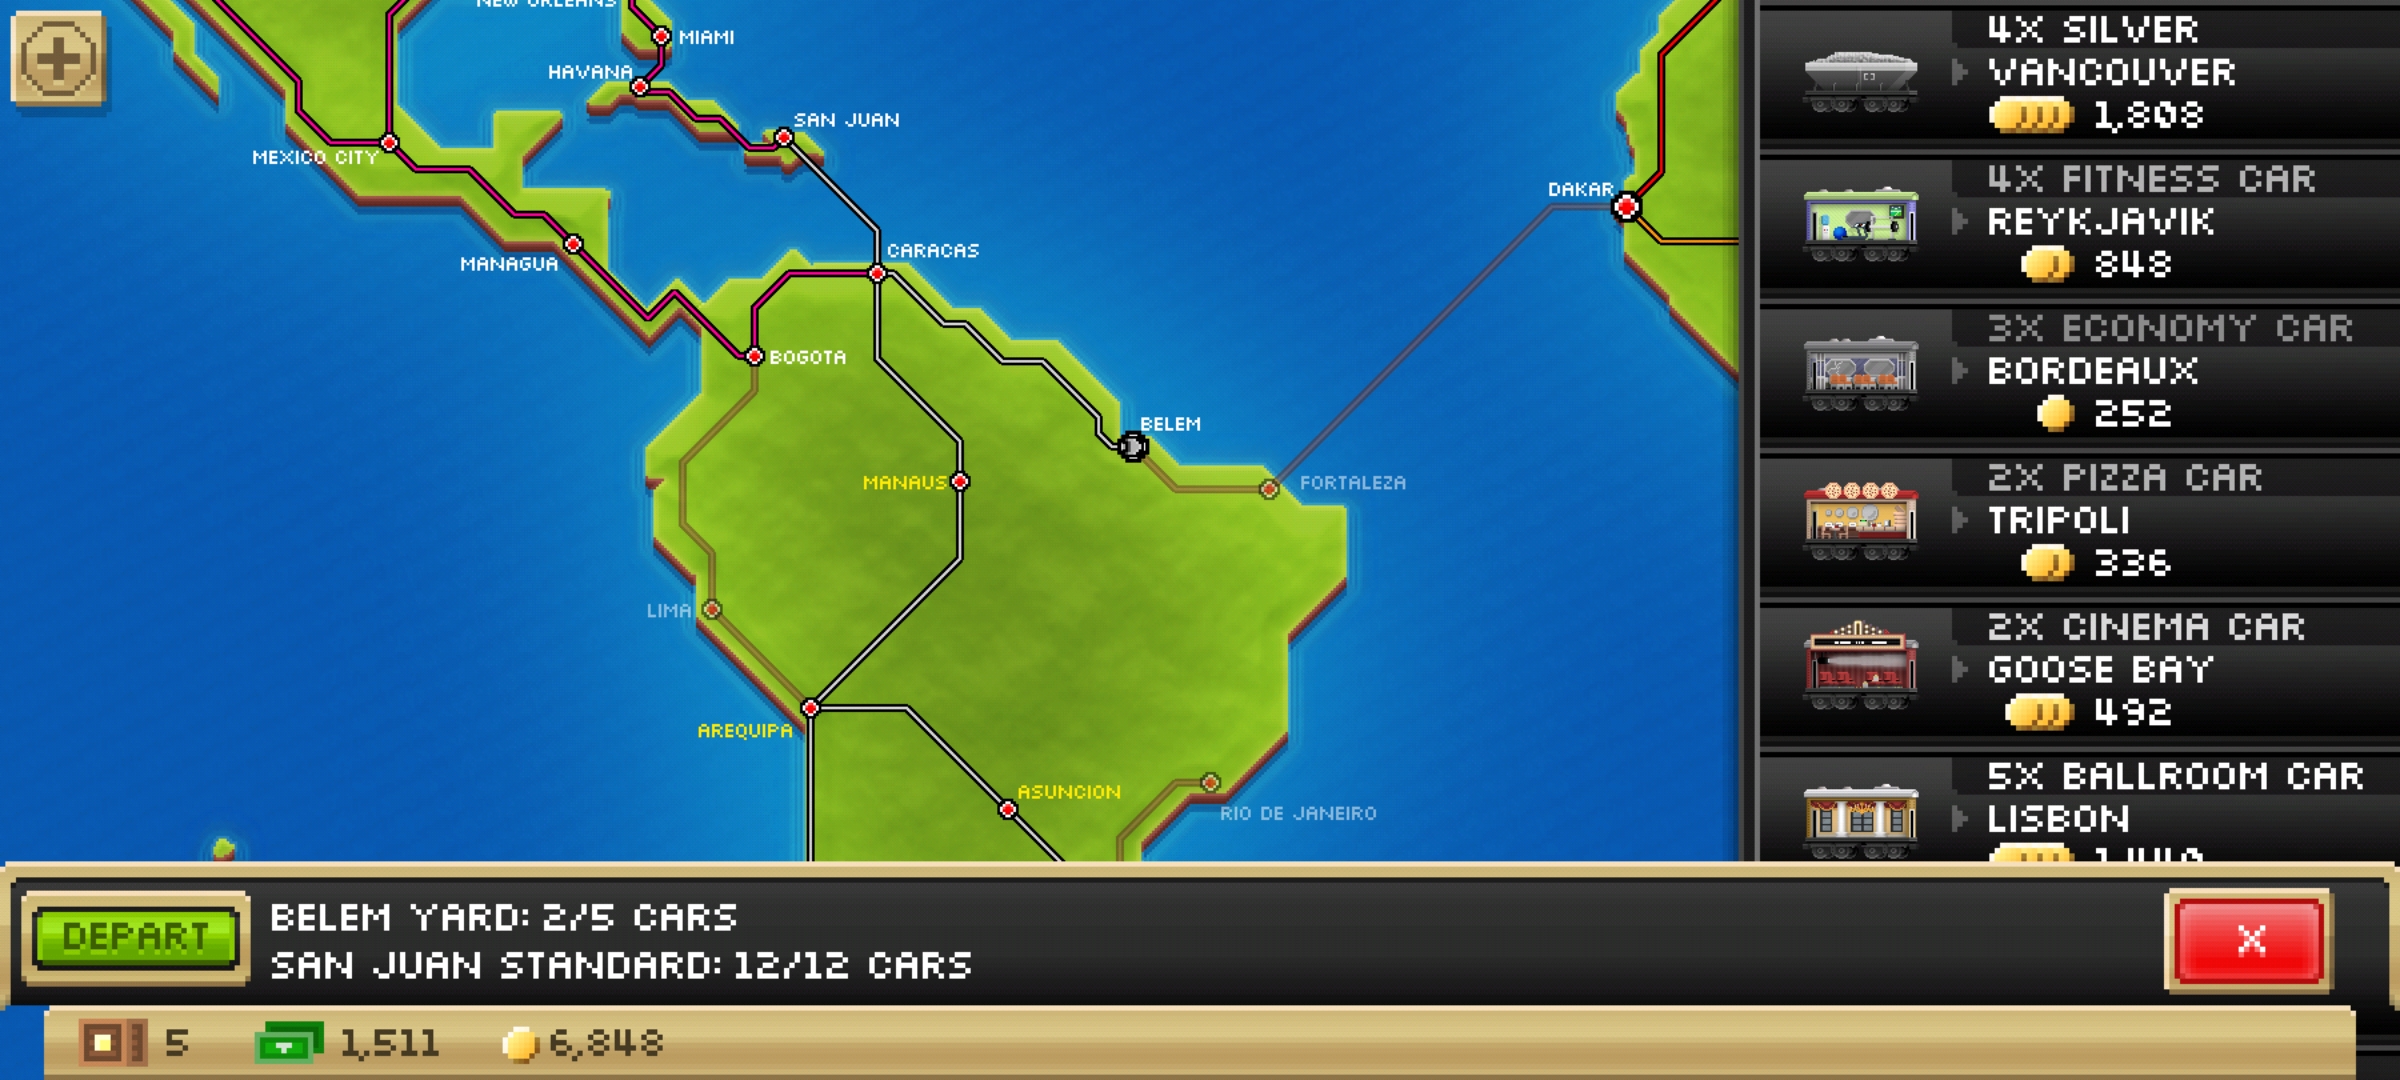 NEW ORLEANS
MIAMI
HAVANA
SAN JUAN
MEXICO CITY
DAKAR
CARACAS
MANAGUA
BOGOTA
BELEM
MANAUS
FORTALEZA
LIMA
AREQUIPA
ASUNCION
RIO DE JANEIRO
4X SILVER
VANCOUVER
1,808
4X FITNESS CAR
REYKJAVIK
848
3X ECONOMY CAR
BORDEAUX
252
2X PIZZA CAR
TRIPOLI
336
2X CINEMA CAR
GOOSE BAY
492
5X BALLROOM CAR
LISBON
DEPART
BELEM YARD: 2/5 CARS
SAN JUAN STANDARD: 12/12 CARS
X
5
1,511
6,848